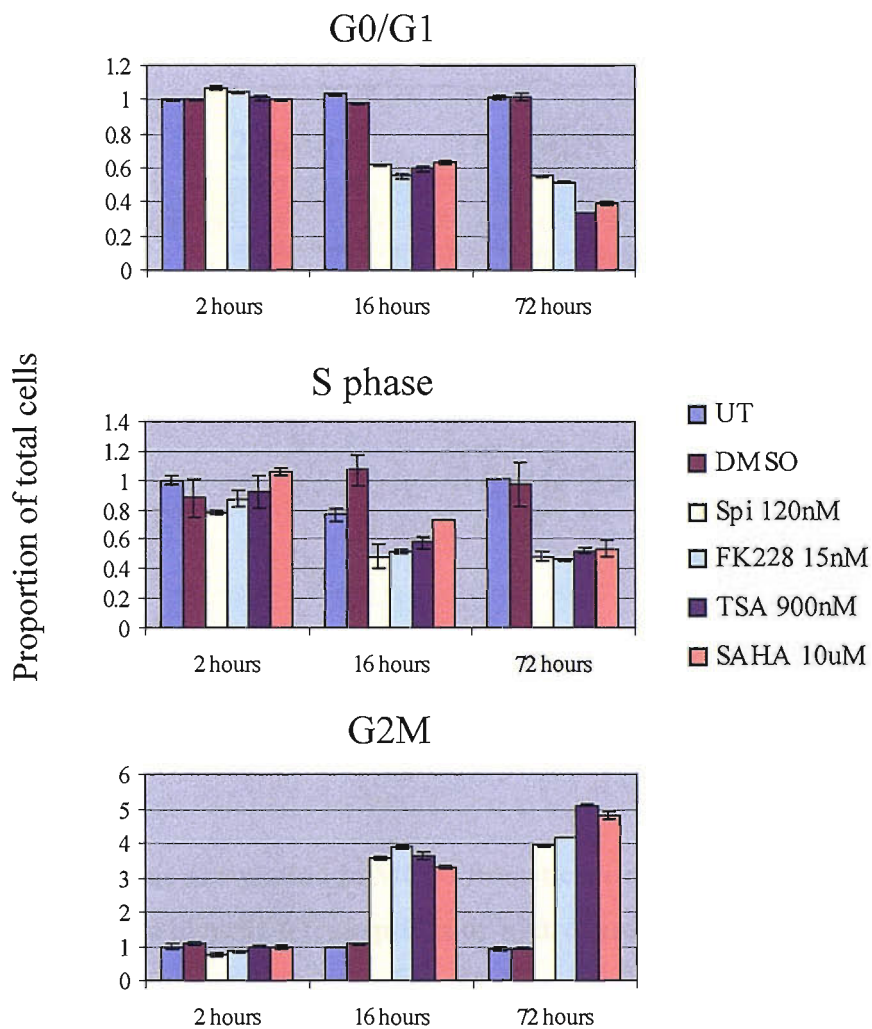 G0/G1
1.2
1
0.8
0.6
0.4
0.2
0
2 hours 16 hours 72 hours
Proportion of total cells
S phase
1.4
1.2
1
0.8
0.6
0.4
0.2
0
2 hours 16 hours 72 hours
UT
DMSO
Spi 120nM
FK228 15nM
TSA 900nM
SAHA 10uM
G2M
6
5
4
3
2
1
0
2 hours 16 hours 72 hours